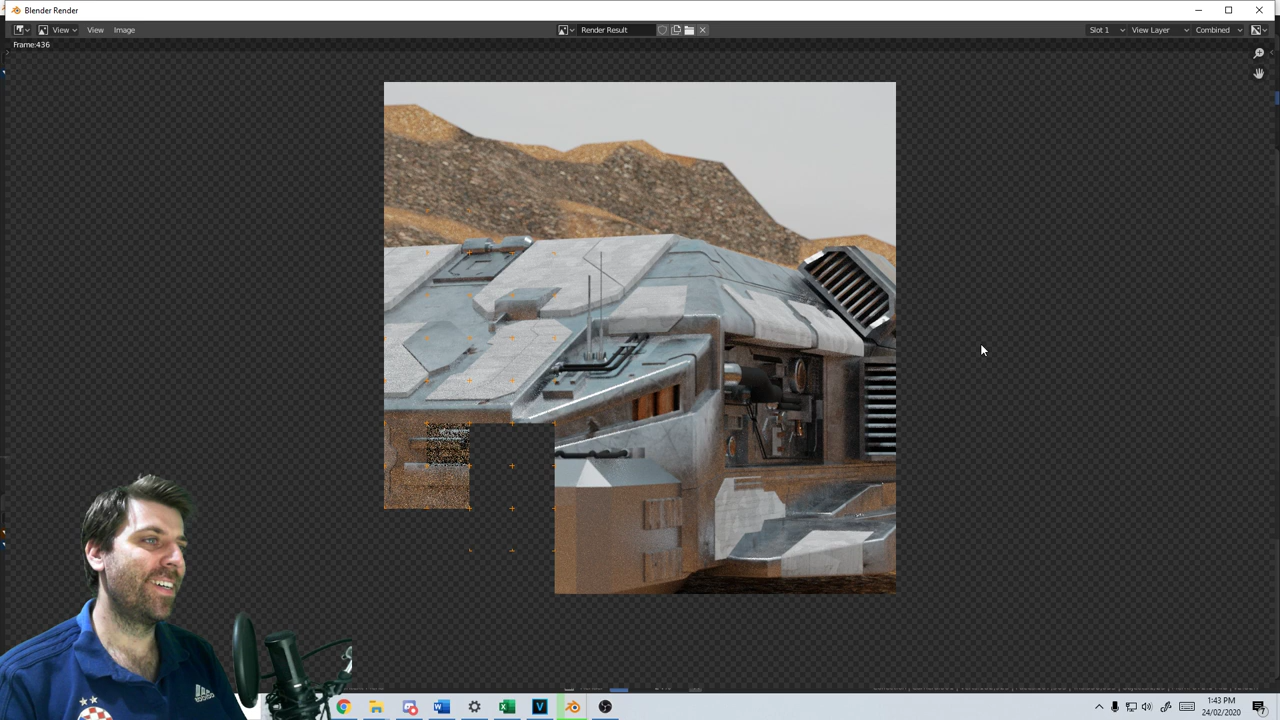 Blender Render
View View Image Render Result Slot 1 View Layer Combined
Frame:436
adidas
1:43 PM
24/02/2020